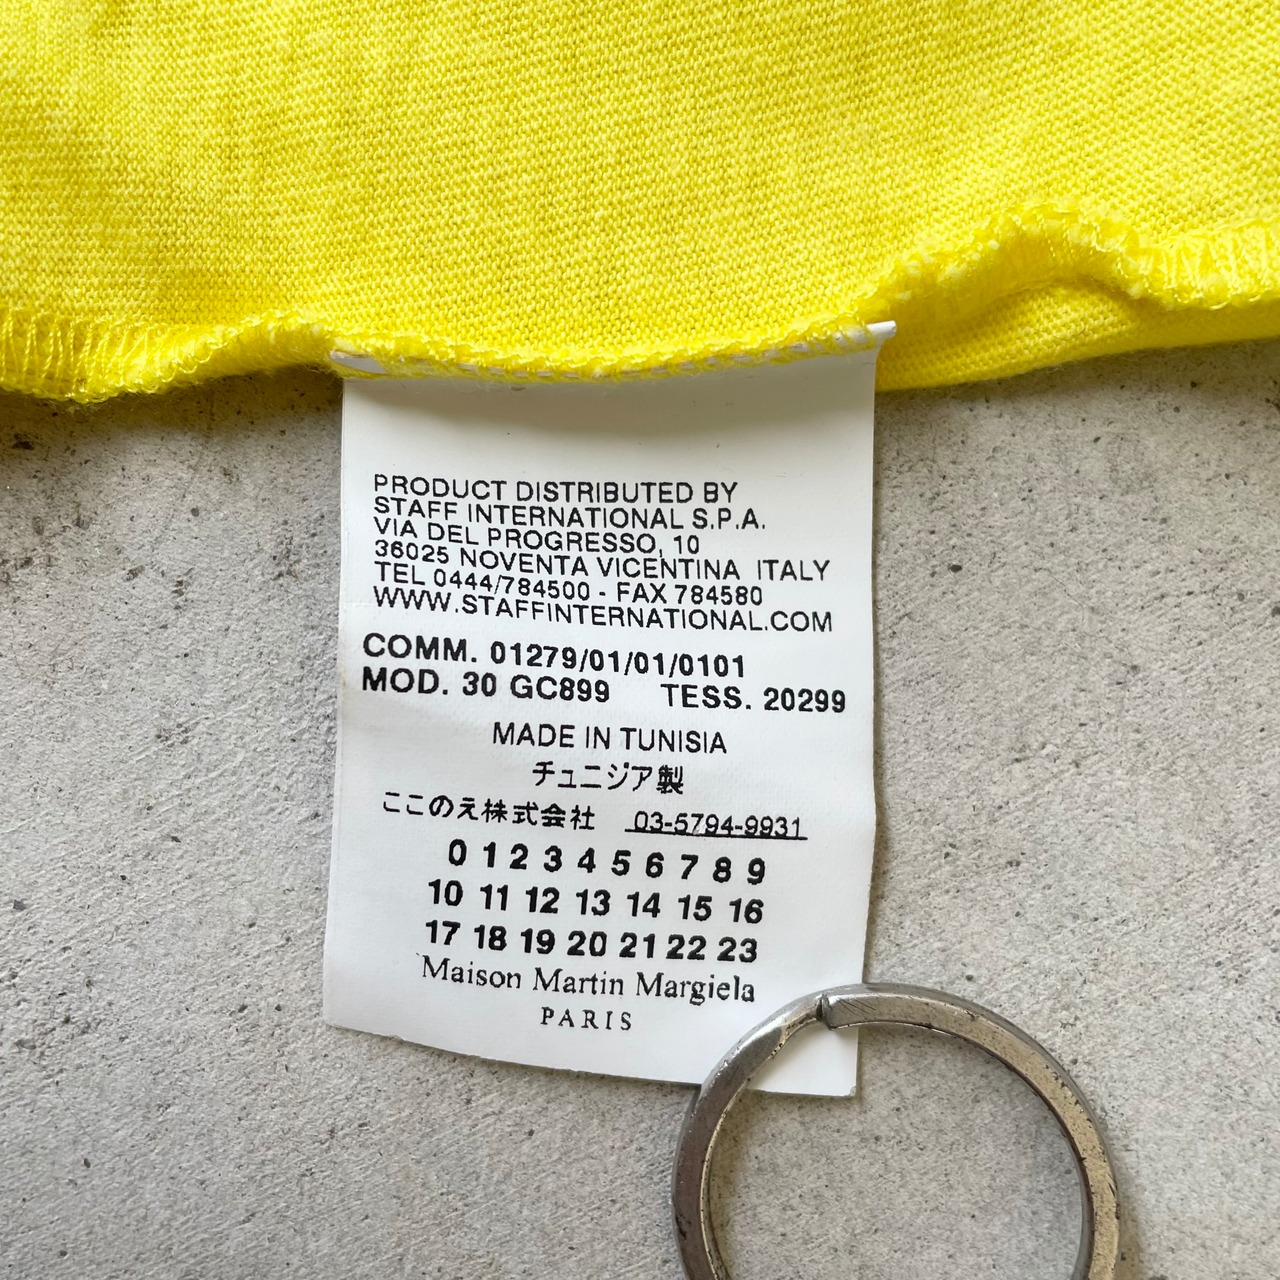 PRODUCT DISTRIBUTED BY
STAFF INTERNATIONAL S.P.A.
VIA DEL PROGRESSO, 10
36025 NOVENTA VICENTINA ITALY
TEL 0444/784500 - FAX 784580
WWW.STAFFINTERNATIONAL.COM
COMM. 01279/01/01/0101
MOD. 30 GC899 TESS. 20299
MADE IN TUNISIA
チュニジア製
ここのえ株式会社 03-5794-9931
0 1 2 3 4 5 6 7 8 9
10 11 12 13 14 15 16
17 18 19 20 21 22 23
Maison Martin Margiela
PARIS